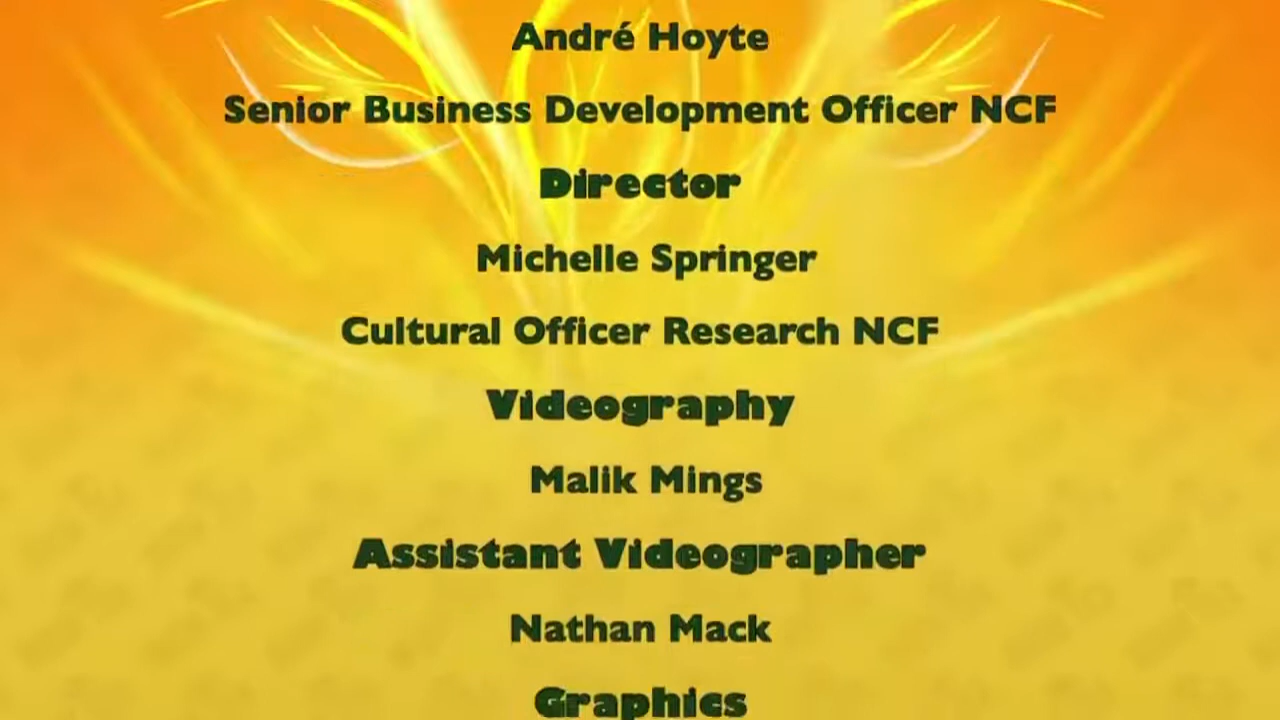 André Hoyte
Senior Business Development Officer NCF
Director
Michelle Springer
Cultural Officer Research NCF
Videography
Malik Mings
Assistant Videographer
Nathan Mack
Graphics